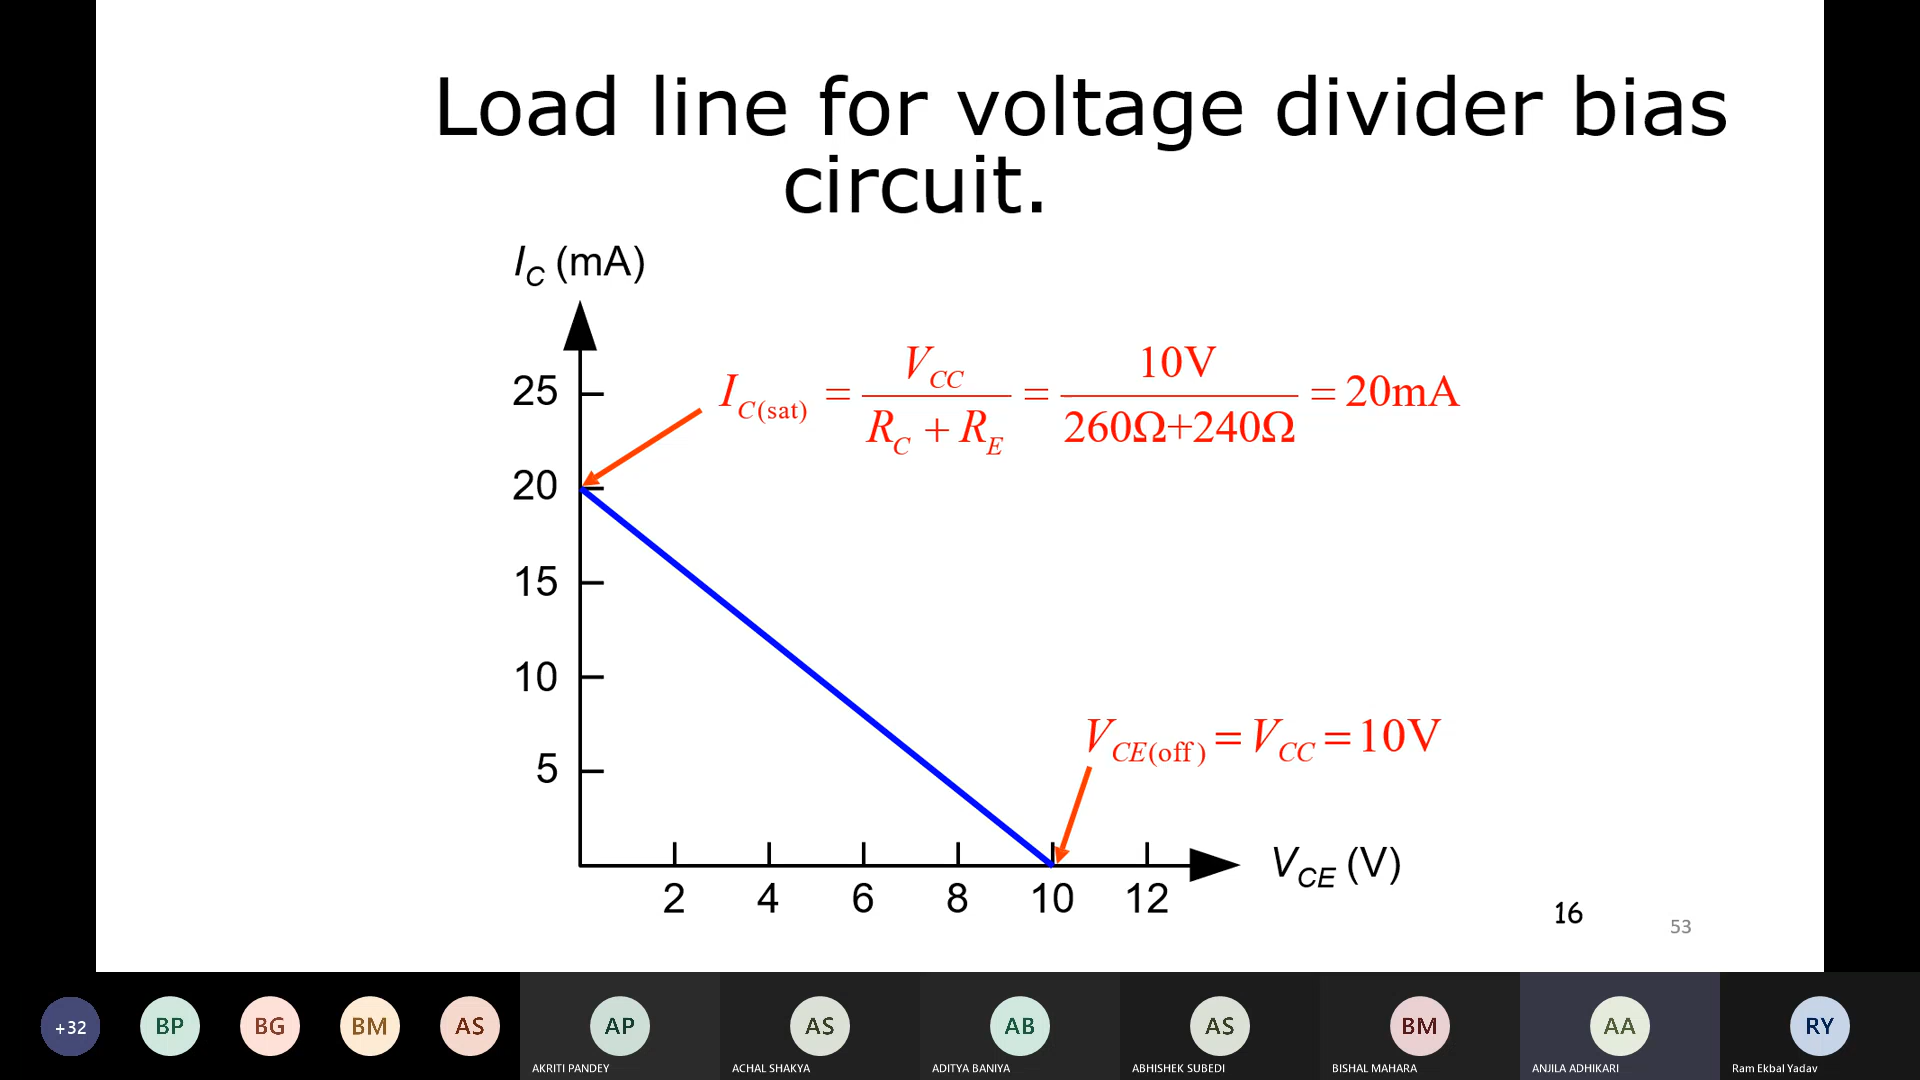 Load line for voltage divider bias
circuit.
I_C (mA)
25
20
15
10
5
I_C(sat) = V_CC / (R_C + R_E) = 10V / (260Ω+240Ω) = 20mA
V_CE(off) = V_CC = 10V
V_CE (V)
2 4 6 8 10 12
16
53
+32 BP BG BM AS AP AS AB AS BM AA RY
AKRITI PANDEY ACHAL SHAKYA ADITYA BANIYA ABHISHEK SUBEDI BISHAL MAHARA ANJILA ADHIKARI Ram Ekbal Yadav